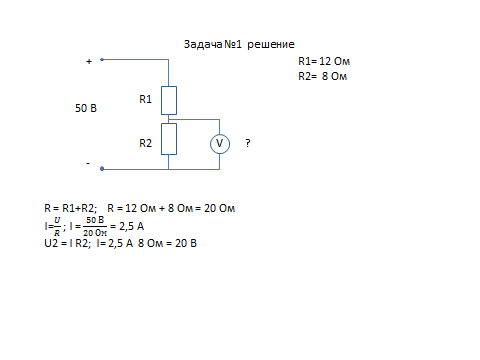 Задача №1 решение
+
R1= 12 Ом
R2= 8 Ом
R1
50 В
R2
V
?
-
R = R1+R2; R = 12 Ом + 8 Ом = 20 Ом
I=U/R ; I = 50 В/20 Ом = 2,5 А
U2 = I R2; I= 2,5 А 8 Ом = 20 В